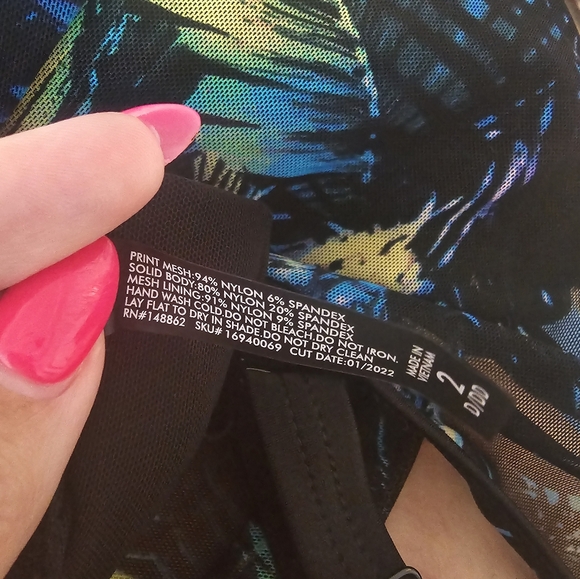 PRINT MESH:94% NYLON 6% SPANDEX
SOLID BODY:80% NYLON 20% SPANDEX
MESH LINING:91% NYLON 9% SPANDEX
HAND WASH COLD.DO NOT BLEACH.DO NOT IRON.
LAY FLAT TO DRY IN SHADE.DO NOT DRY CLEAN
RN#148862 SKU# 16940069 CUT DATE:01/2022
MADE IN
VIETNAM
2
D/DD